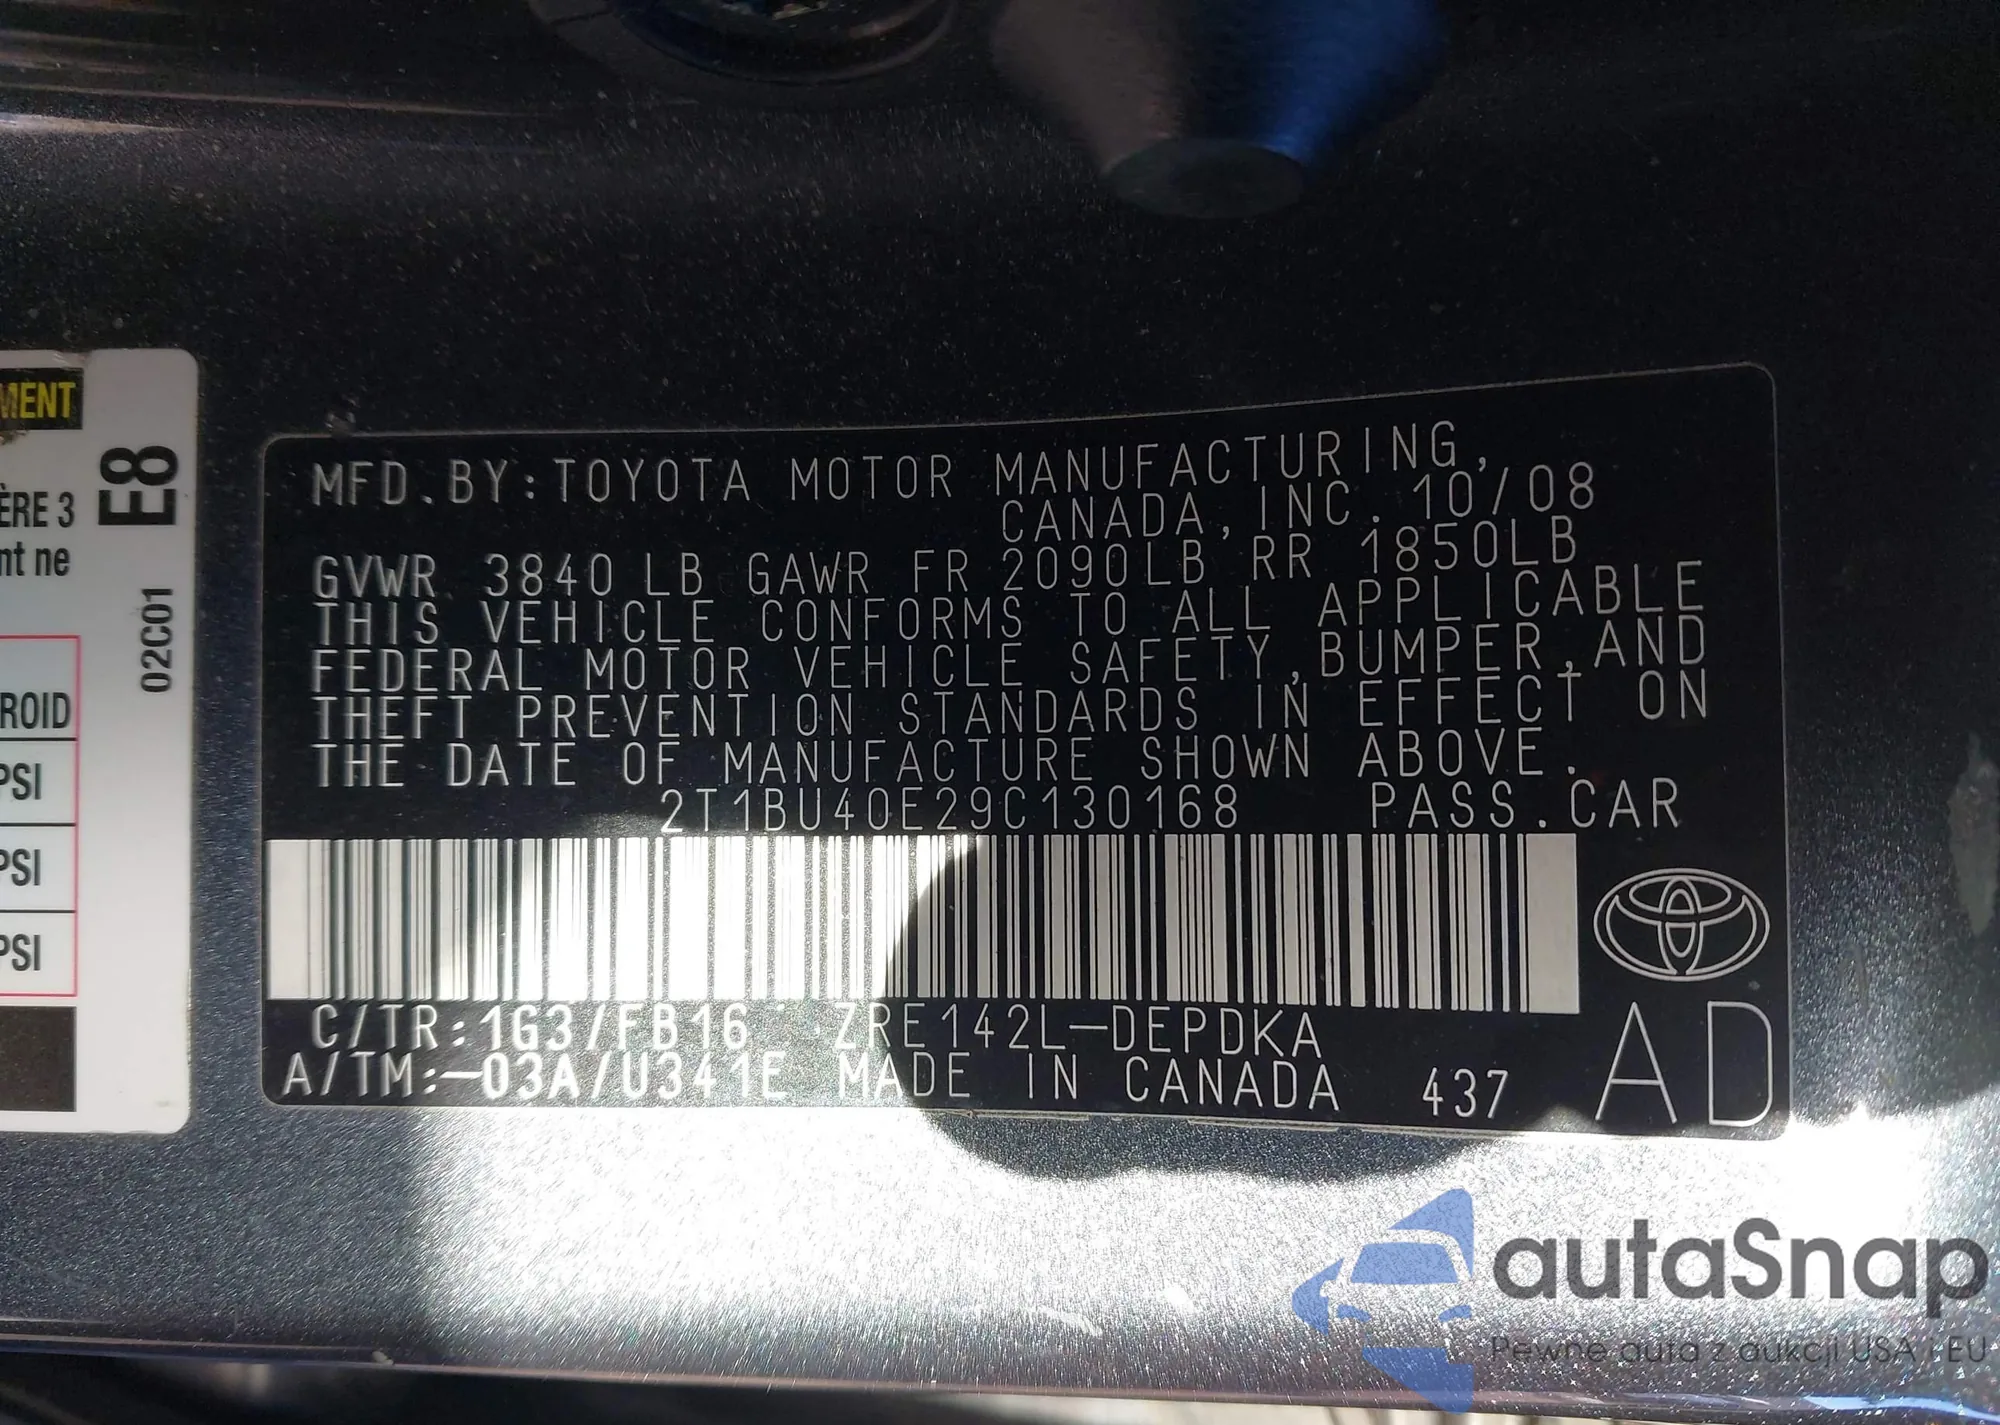 MENT
ÈRE 3
nt ne
ROID
PSI
PSI
PSI
E8
02C01
MFD.BY:TOYOTA MOTOR MANUFACTURING,
CANADA,INC. 10/08
GVWR 3840LB GAWR FR 2090LB RR 1850LB
THIS VEHICLE CONFORMS TO ALL APPLICABLE
FEDERAL MOTOR VEHICLE SAFETY,BUMPER,AND
THEFT PREVENTION STANDARDS IN EFFECT ON
THE DATE OF MANUFACTURE SHOWN ABOVE.
2T1BU40E29C130168 PASS.CAR
C/TR:1G3/FB16 ZRE142L-DEPDKA
A/TM:-03A/U341E MADE IN CANADA 437
AD
autaSnap
Pewne auta z aukcji USA i EU